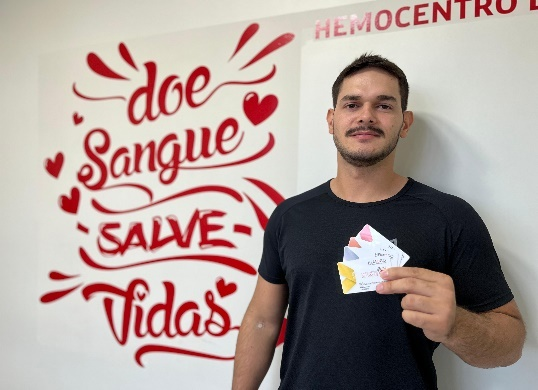 HEMOCENTRO
doe
Sangue
SALVE
Vidas